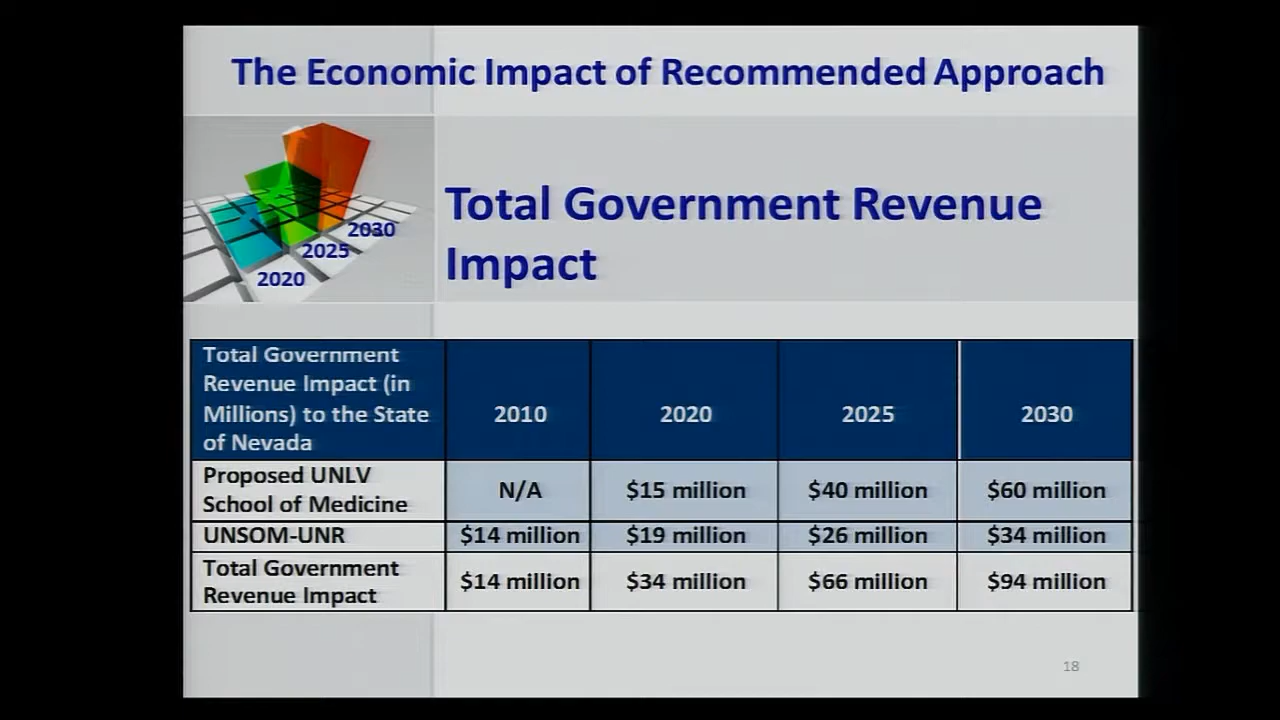 The Economic Impact of Recommended Approach
2030
2025
2020
Total Government Revenue
Impact
Total Government
Revenue Impact (in
Millions) to the State
of Nevada
2010
2020
2025
2030
Proposed UNLV
School of Medicine
N/A
$15 million
$40 million
$60 million
UNSOM-UNR
$14 million
$19 million
$26 million
$34 million
Total Government
Revenue Impact
$14 million
$34 million
$66 million
$94 million
18